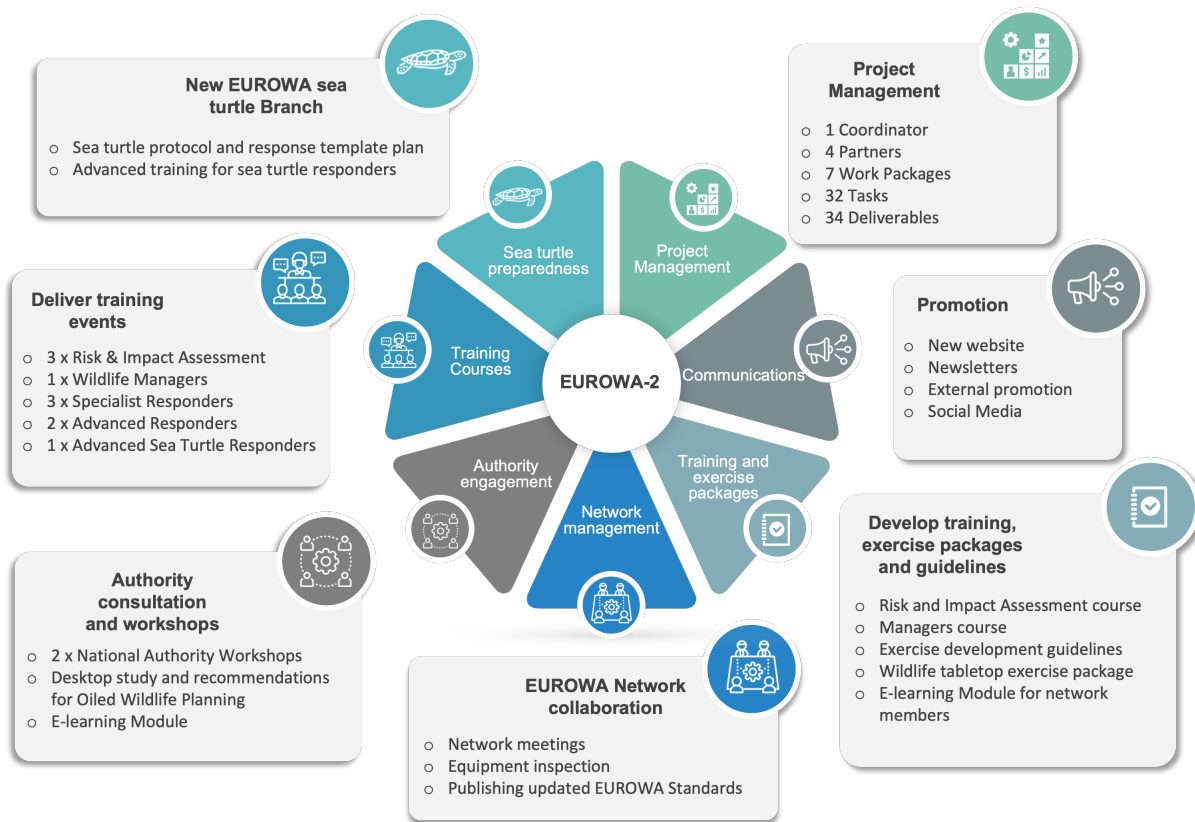 New EUROWA sea
turtle Branch
○ Sea turtle protocol and response template plan
○ Advanced training for sea turtle responders
Project
Management
○ 1 Coordinator
○ 4 Partners
○ 7 Work Packages
○ 32 Tasks
○ 34 Deliverables
Deliver training
events
○ 3 x Risk & Impact Assessment
○ 1 x Wildlife Managers
○ 3 x Specialist Responders
○ 2 x Advanced Responders
○ 1 x Advanced Sea Turtle Responders
Sea turtle
preparedness
Project
Management
Training
Courses
EUROWA-2
Communications
Authority
engagement
Network
management
Training and
exercise
packages
Promotion
○ New website
○ Newsletters
○ External promotion
○ Social Media
Authority
consultation
and workshops
○ 2 x National Authority Workshops
○ Desktop study and recommendations
for Oiled Wildlife Planning
○ E-learning Module
EUROWA Network
collaboration
○ Network meetings
○ Equipment inspection
○ Publishing updated EUROWA Standards
Develop training,
exercise packages
and guidelines
○ Risk and Impact Assessment course
○ Managers course
○ Exercise development guidelines
○ Wildlife tabletop exercise package
○ E-learning Module for network
members